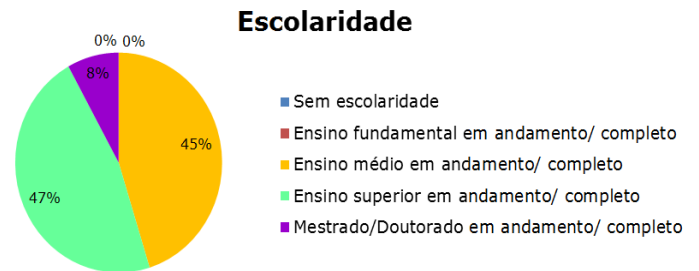 Escolaridade
0% 0%
8%
45%
47%
Sem escolaridade
Ensino fundamental em andamento/ completo
Ensino médio em andamento/ completo
Ensino superior em andamento/ completo
Mestrado/Doutorado em andamento/ completo